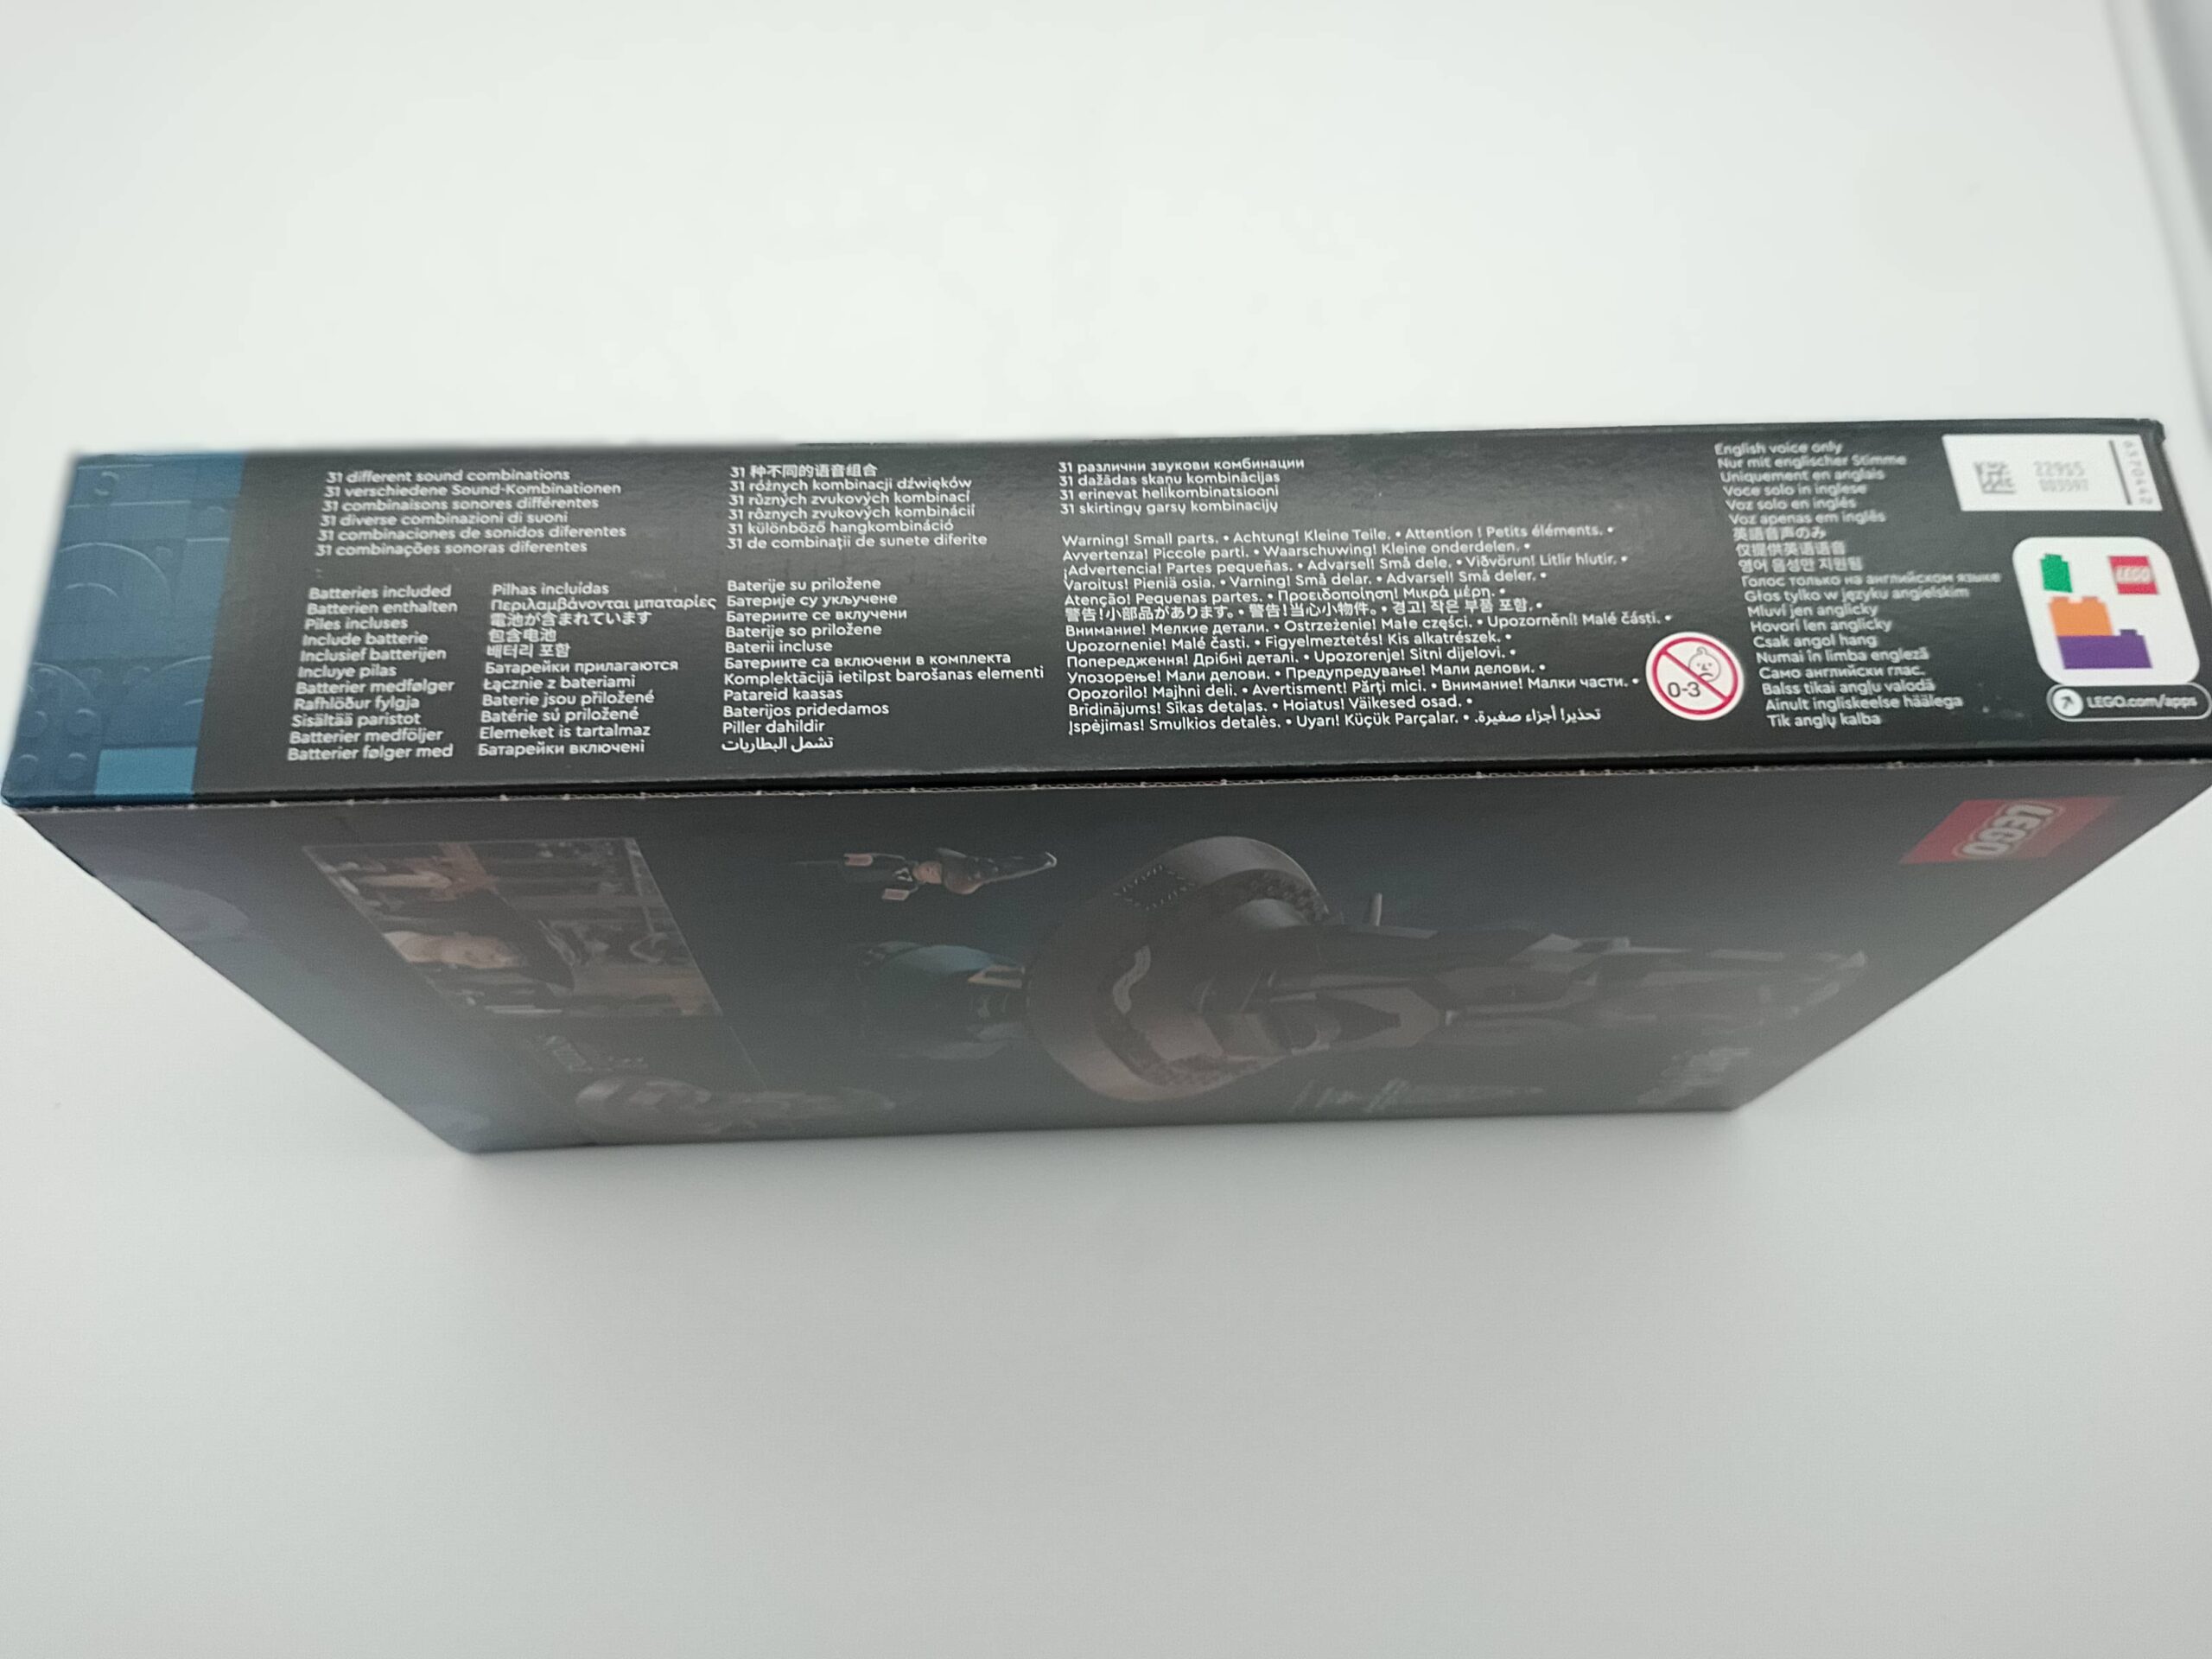 31 different sound combinations
31 verschiedene Sound-Kombinationen
31 combinaisons sonores différentes
31 diverse combinazioni di suoni
31 combinaciones de sonidos diferentes
31 combinações sonoras diferentes
31 种不同的语音组合
31 różnych kombinacji dźwięków
31 různých zvukových kombinací
31 rôznych zvukových kombinácií
31 különböző hangkombináció
31 de combinații de sunete diferite
31 различни звукови комбинации
31 dažādas skaņu kombinācijas
31 erinevat helikombinatsiooni
31 skirtingų garsų kombinacijų
Batteries included
Batterien enthalten
Piles incluses
Include batterie
Inclusief batterijen
Incluye pilas
Batterier medfølger
Rafhlöður fylgja
Sisältää paristot
Batterier medföljer
Batterier følger med
Pilhas incluídas
Περιλαμβάνονται μπαταρίες
電池が含まれています
包含电池
배터리 포함
Батарейки прилагаются
Łącznie z bateriami
Baterie jsou přiložené
Batérie sú priložené
Elemeket is tartalmaz
Батарейки включені
Baterije su priložene
Батерије су укључене
Батериите се вклучени
Baterije so priložene
Baterii incluse
Батериите са включени в комплекта
Komplektācijā ietilpst barošanas elementi
Patareid kaasas
Baterijos pridedamos
Piller dahildir
تشمل البطاريات
Warning! Small parts. • Achtung! Kleine Teile. • Attention ! Petits éléments. •
Avvertenza! Piccole parti. • Waarschuwing! Kleine onderdelen. •
¡Advertencia! Partes pequeñas. • Advarsel! Små dele. • Viðvörun! Litlir hlutir. •
Varoitus! Pieniä osia. • Varning! Små delar. • Advarsel! Små deler. •
Atenção! Pequenas partes. • Προειδοποίηση! Μικρά μέρη. •
警告!小部品があります。• 警告!当心小物件。• 경고! 작은 부품 포함. •
Внимание! Мелкие детали. • Ostrzeżenie! Małe części. • Upozornění! Malé části. •
Upozornenie! Malé časti. • Figyelmeztetés! Kis alkatrészek. •
Попередження! Дрібні деталі. • Upozorenje! Sitni dijelovi. •
Упозорење! Мали делови. • Предупредување! Мали делови. •
Opozorilo! Majhni deli. • Avertisment! Părți mici. • Внимание! Малки части. •
Brīdinājums! Sīkas detaļas. • Hoiatus! Väikesed osad. •
Įspėjimas! Smulkios detalės. • Uyarı! Küçük Parçalar. • تحذير! أجزاء صغيرة.
0-3
English voice only
Nur mit englischer Stimme
Uniquement en anglais
Voce solo in inglese
Voz solo en inglés
Voz apenas em inglês
英語音声のみ
仅提供英语语音
영어 음성만 지원됨
Голос только на английском языке
Głos tylko w języku angielskim
Mluví jen anglicky
Hovorí len anglicky
Csak angol hang
Numai în limba engleză
Само английски глас.
Balss tikai angļu valodā
Ainult ingliskeelse häälega
Tik anglų kalba
22955
003597
6570442
LEGO
LEGO.com/apps
LEGO